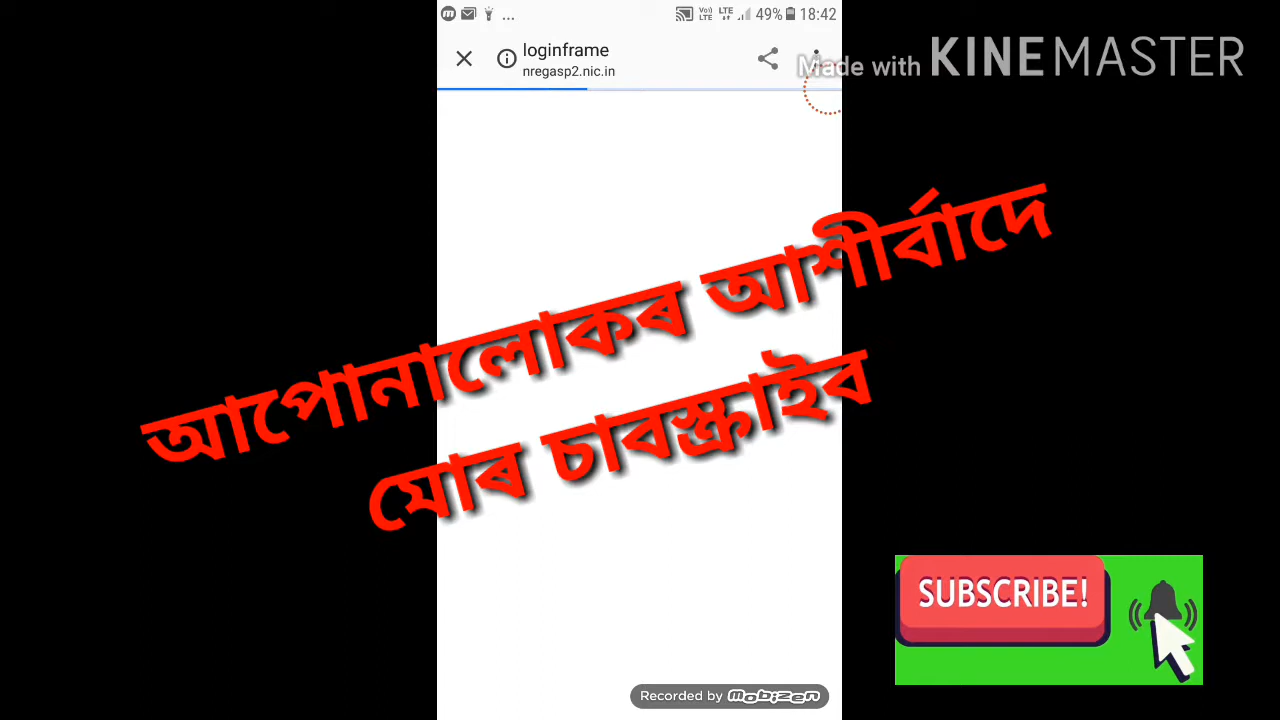 ... 49% 18:42
loginframe
nregasp2.nic.in
Made with KINEMASTER
আপোনালোকৰ আশীৰ্বাদে
মোৰ চাবস্ক্ৰাইব
SUBSCRIBE!
Recorded by mobizen